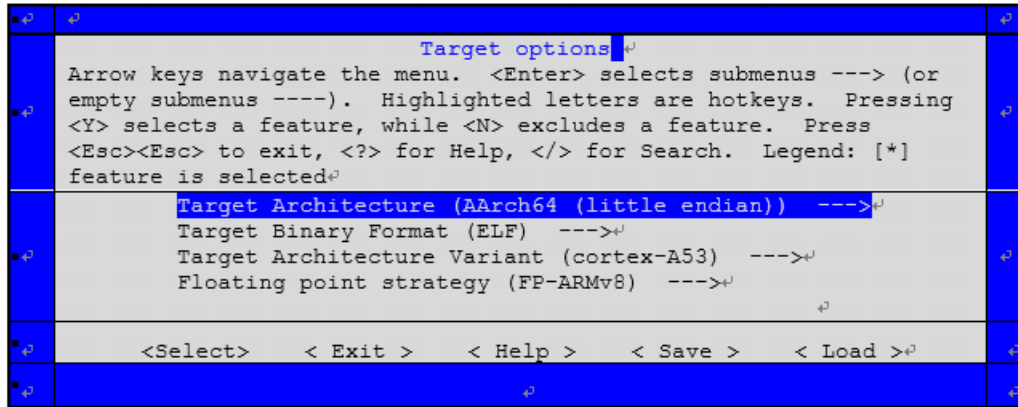 Target options
Arrow keys navigate the menu.  <Enter> selects submenus ---> (or
empty submenus ----).  Highlighted letters are hotkeys.  Pressing
<Y> selects a feature, while <N> excludes a feature.  Press
<Esc><Esc> to exit, <?> for Help, </> for Search.  Legend: [*]
feature is selected
Target Architecture (AArch64 (little endian))  --->
Target Binary Format (ELF)  --->
Target Architecture Variant (cortex-A53)  --->
Floating point strategy (FP-ARMv8)  --->
<Select>    < Exit >    < Help >    < Save >    < Load >